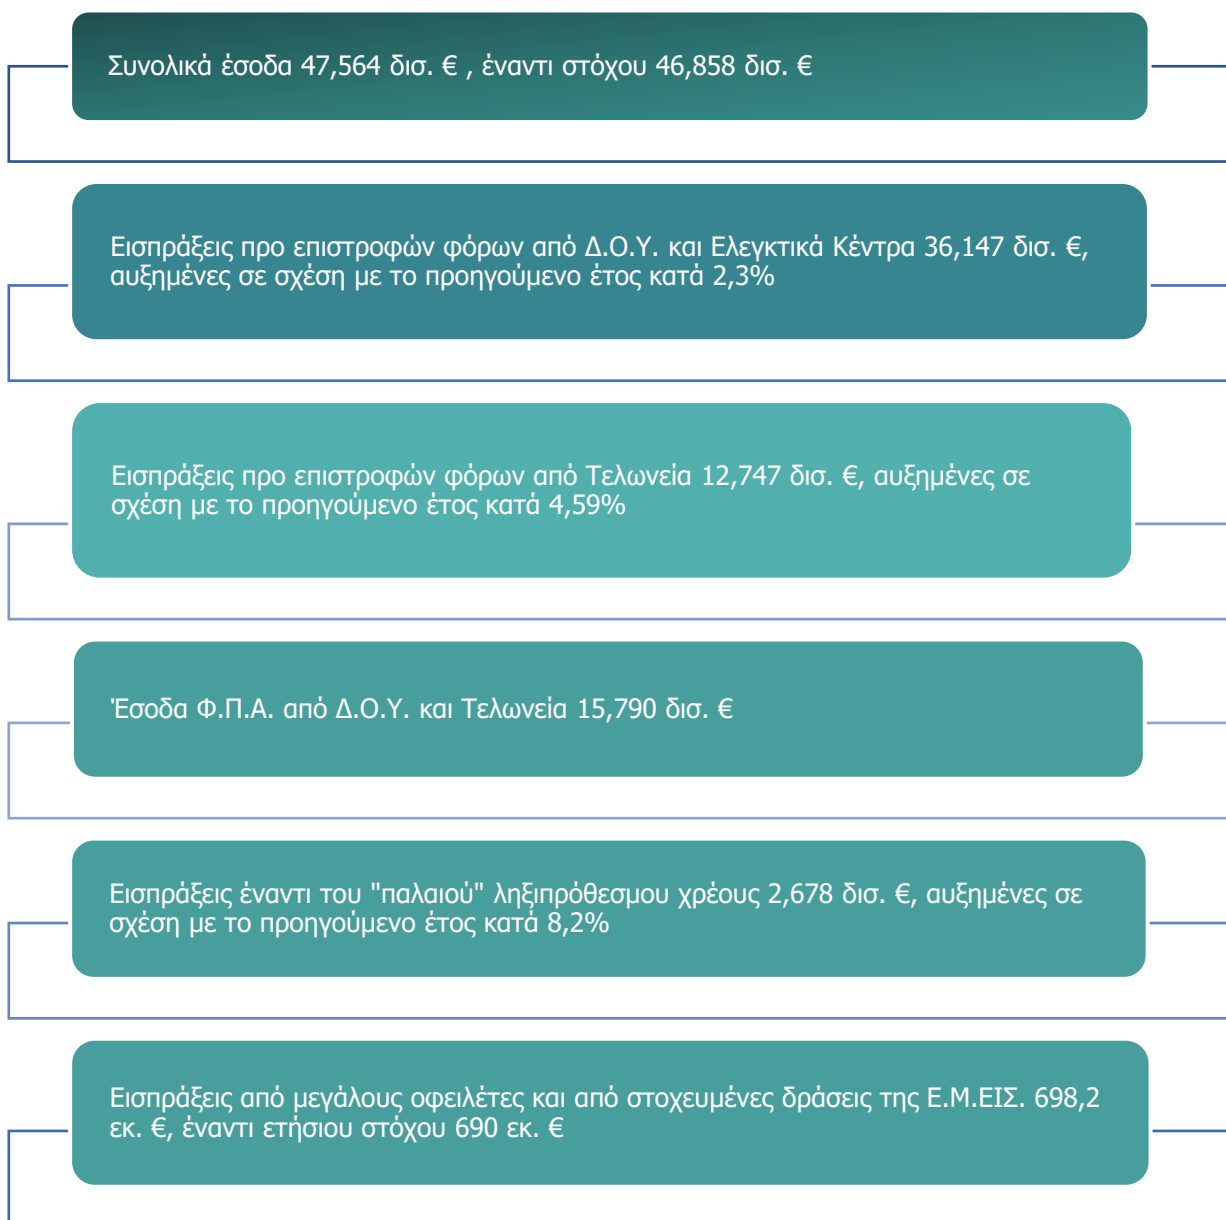 Συνολικά έσοδα 47,564 δισ. € , έναντι στόχου 46,858 δισ. €
Εισπράξεις προ επιστροφών φόρων από Δ.Ο.Υ. και Ελεγκτικά Κέντρα 36,147 δισ. €,
αυξημένες σε σχέση με το προηγούμενο έτος κατά 2,3%
Εισπράξεις προ επιστροφών φόρων από Τελωνεία 12,747 δισ. €, αυξημένες σε
σχέση με το προηγούμενο έτος κατά 4,59%
Έσοδα Φ.Π.Α. από Δ.Ο.Υ. και Τελωνεία 15,790 δισ. €
Εισπράξεις έναντι του "παλαιού" ληξιπρόθεσμου χρέους 2,678 δισ. €, αυξημένες σε
σχέση με το προηγούμενο έτος κατά 8,2%
Εισπράξεις από μεγάλους οφειλέτες και από στοχευμένες δράσεις της Ε.Μ.ΕΙΣ. 698,2
εκ. €, έναντι ετήσιου στόχου 690 εκ. €